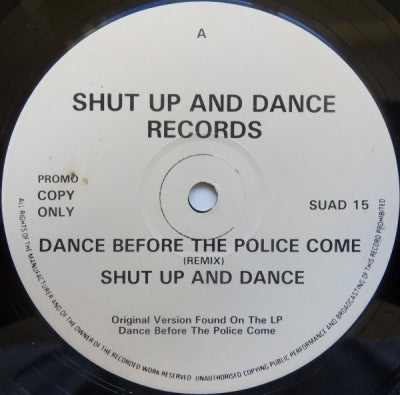 A
SHUT UP AND DANCE
RECORDS
PROMO
COPY
ONLY
SUAD 15
DANCE BEFORE THE POLICE COME
(REMIX)
SHUT UP AND DANCE
Original Version Found On The LP
Dance Before The Police Come
ALL RIGHTS OF THE MANUFACTURER AND OF THE OWNER OF THE RECORDED WORK RESERVED UNAUTHORISED COPYING PUBLIC PERFORMANCE AND BROADCASTING OF THIS RECORD PROHIBITED